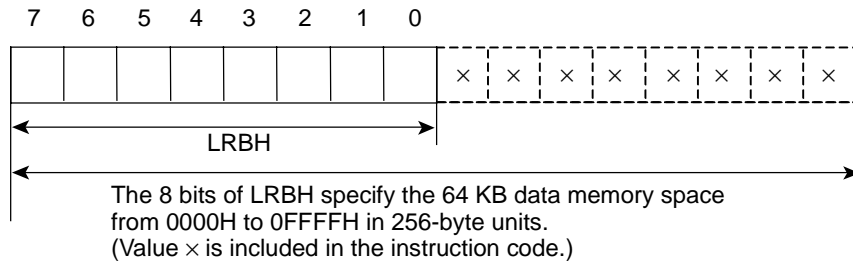 7 6 5 4 3 2 1 0
× × × × × × × ×
LRBH
The 8 bits of LRBH specify the 64 KB data memory space
from 0000H to 0FFFFH in 256-byte units.
(Value × is included in the instruction code.)